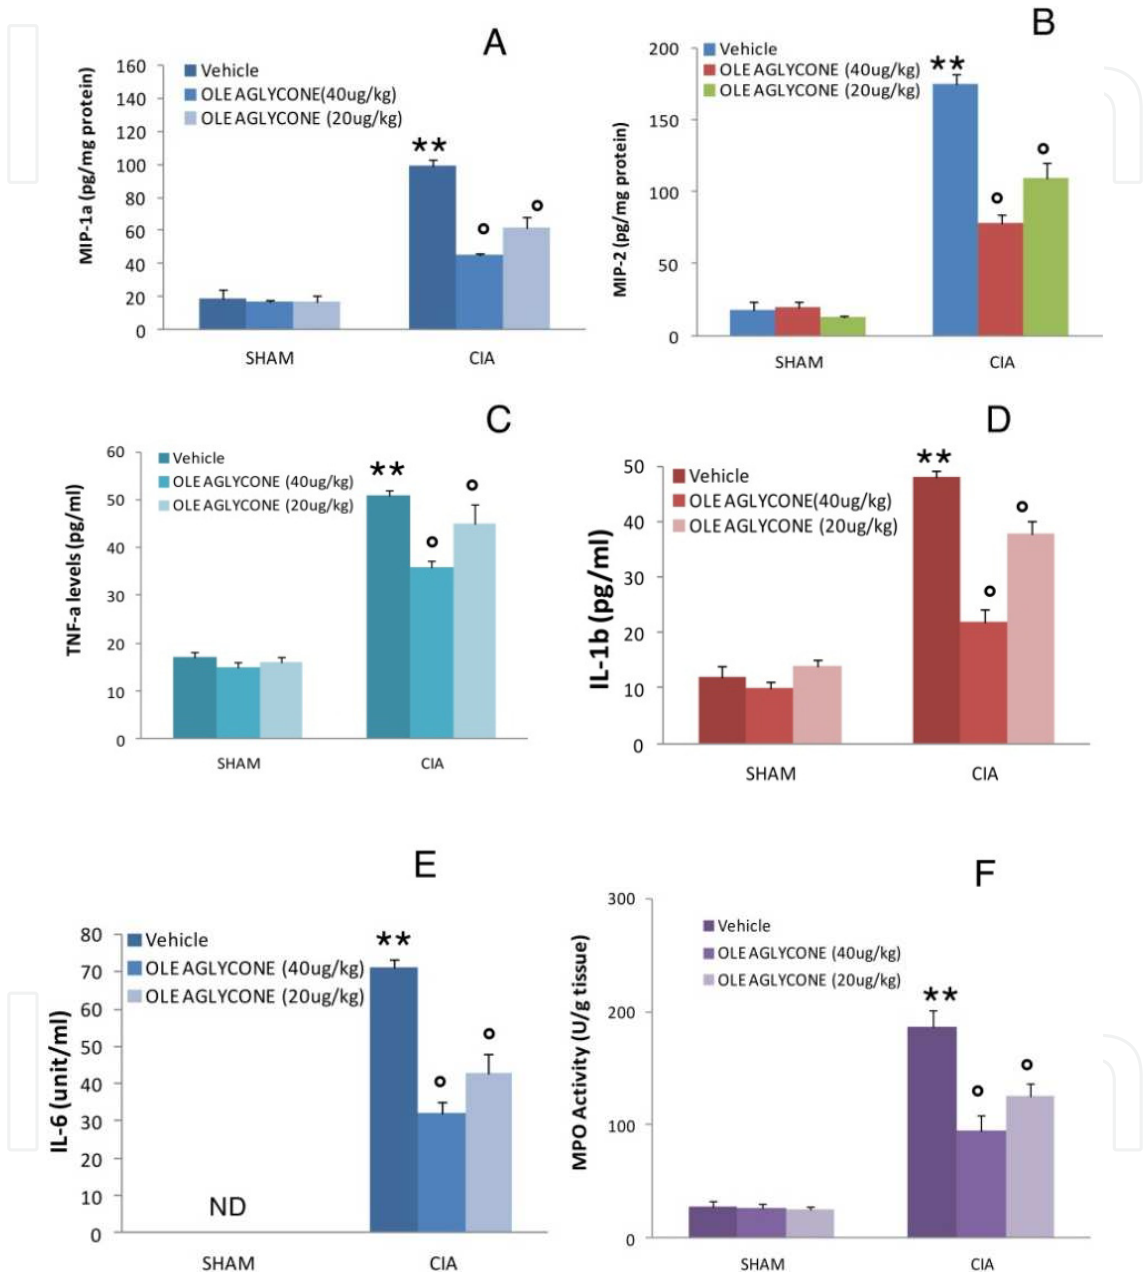 A
MIP-1a (pg/mg protein)
160
140
120
100
80
60
40
20
0
Vehicle
OLE AGLYCONE(40ug/kg)
OLE AGLYCONE (20ug/kg)
**
°
°
SHAM
CIA
B
MIP-2 (pg/mg protein)
200
150
100
50
0
Vehicle
OLE AGLYCONE (40ug/kg)
OLE AGLYCONE (20ug/kg)
**
°
°
SHAM
CIA
C
TNF-a levels (pg/ml)
60
50
40
30
20
10
0
Vehicle
OLE AGLYCONE (40ug/kg)
OLE AGLYCONE (20ug/kg)
**
°
°
SHAM
CIA
D
IL-1b (pg/ml)
50
40
30
20
10
0
Vehicle
OLE AGLYCONE(40ug/kg)
OLE AGLYCONE (20ug/kg)
**
°
°
SHAM
CIA
E
IL-6 (unit/ml)
80
70
60
50
40
30
20
10
0
Vehicle
OLE AGLYCONE (40ug/kg)
OLE AGLYCONE (20ug/kg)
**
°
°
ND
SHAM
CIA
F
MPO Activity (U/g tissue)
300
200
100
0
Vehicle
OLE AGLYCONE (40ug/kg)
OLE AGLYCONE (20ug/kg)
**
°
°
SHAM
CIA